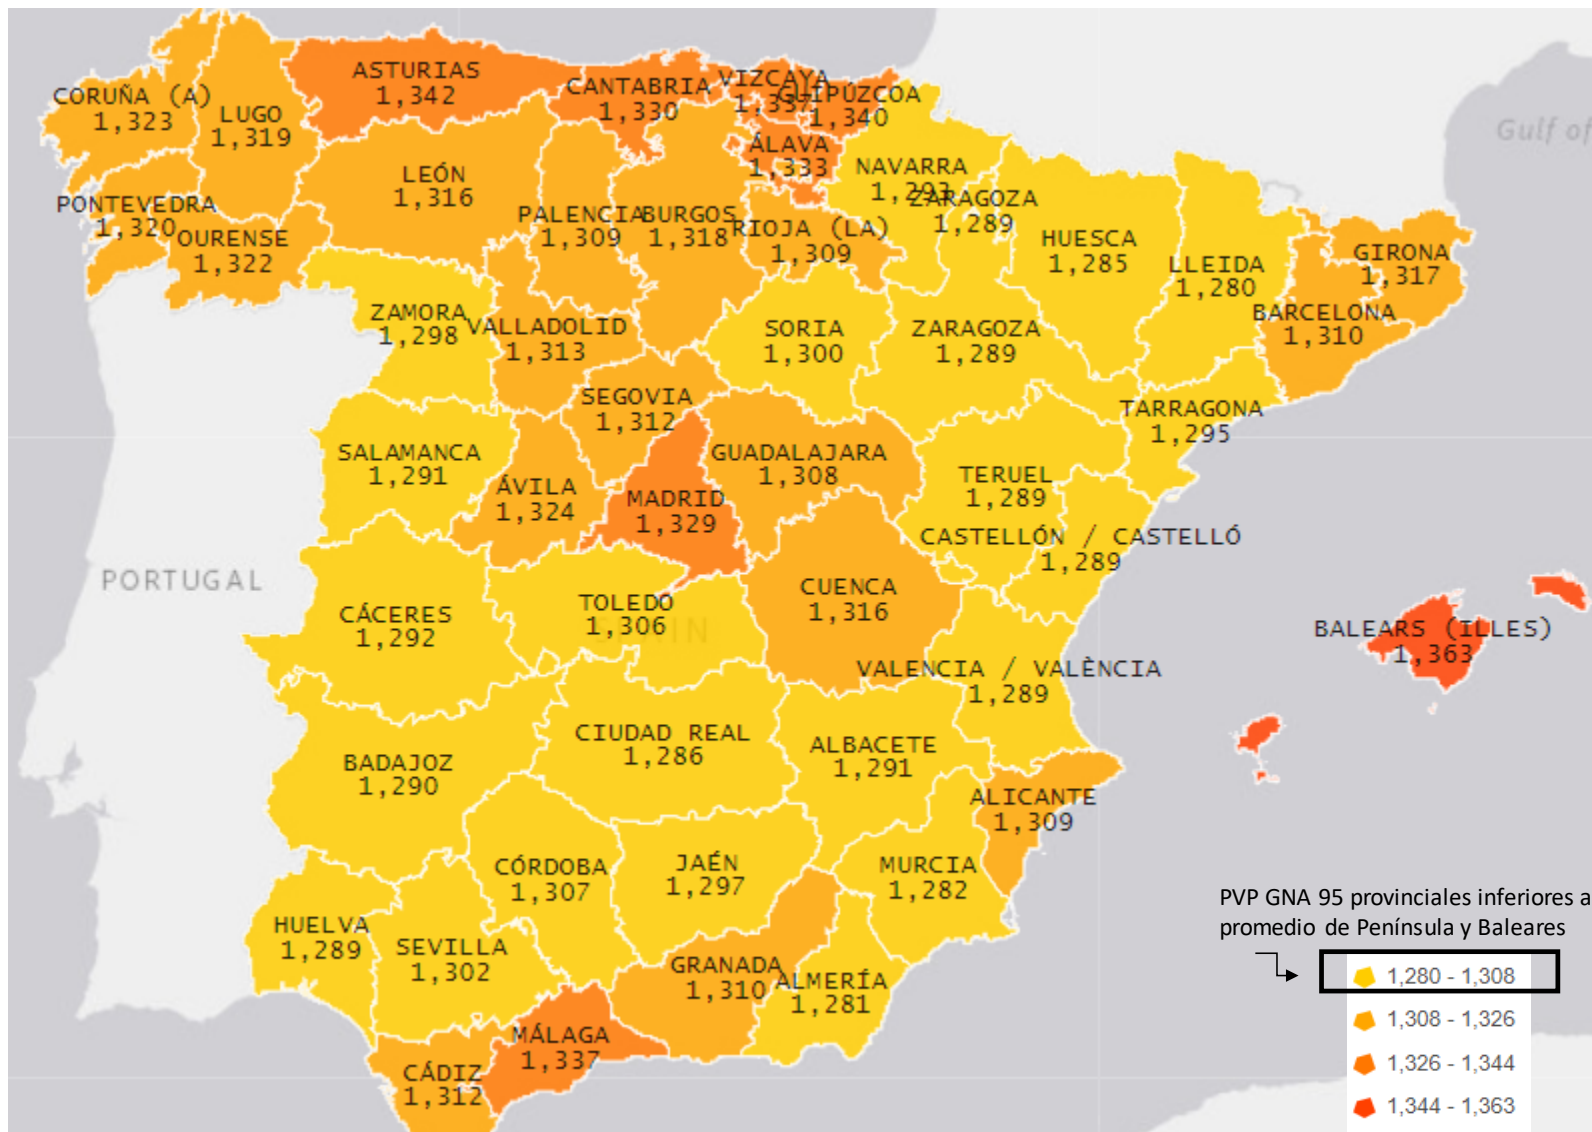 ASTURIAS
1,342
CANTABRIA
1,330
VIZCAYA
1,337
GUIPÚZCOA
1,340
CORUÑA (A)
1,323
LUGO
1,319
Gulf of
ÁLAVA
1,333
LEÓN
1,316
NAVARRA
1,293
ZARAGOZA
1,289
PONTEVEDRA
1,320
OURENSE
1,322
PALENCIA
1,309
BURGOS
1,318
RIOJA (LA)
1,309
HUESCA
1,285
LLEIDA
1,280
GIRONA
1,317
BARCELONA
1,310
ZAMORA
1,298
VALLADOLID
1,313
SORIA
1,300
ZARAGOZA
1,289
SEGOVIA
1,312
TARRAGONA
1,295
SALAMANCA
1,291
ÁVILA
1,324
MADRID
1,329
GUADALAJARA
1,308
TERUEL
1,289
CASTELLÓN / CASTELLÓ
1,289
PORTUGAL
CÁCERES
1,292
TOLEDO
1,306
SPAIN
CUENCA
1,316
BALEARS (ILLES)
1,363
VALENCIA / VALÈNCIA
1,289
BADAJOZ
1,290
CIUDAD REAL
1,286
ALBACETE
1,291
ALICANTE
1,309
CÓRDOBA
1,307
JAÉN
1,297
MURCIA
1,282
HUELVA
1,289
SEVILLA
1,302
GRANADA
1,310
ALMERÍA
1,281
MÁLAGA
1,337
CÁDIZ
1,312
PVP GNA 95 provinciales inferiores a
promedio de Península y Baleares
1,280 - 1,308
1,308 - 1,326
1,326 - 1,344
1,344 - 1,363